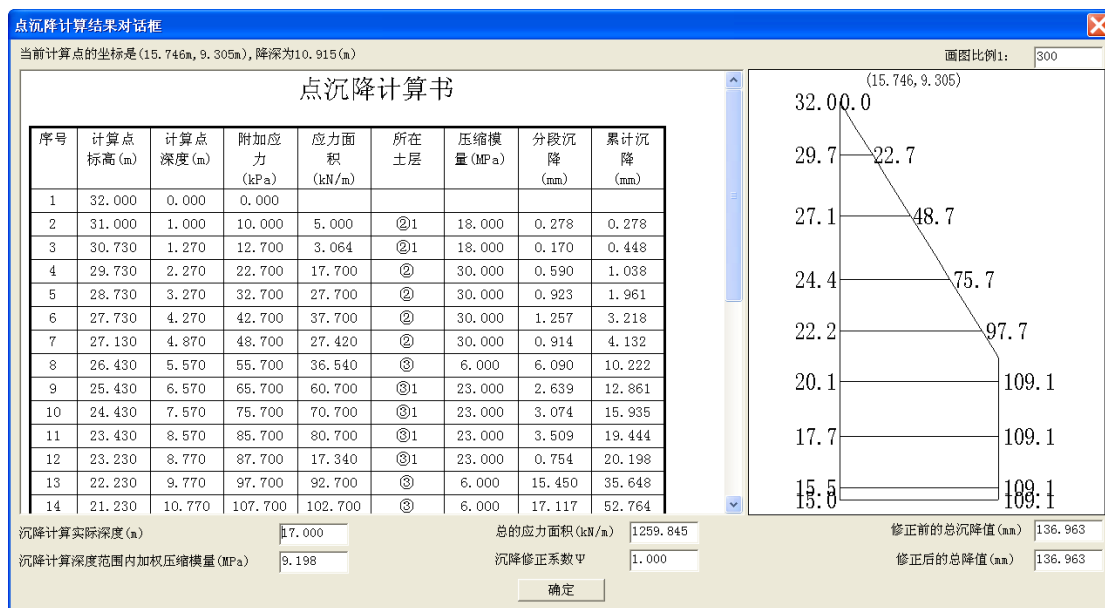 点沉降计算结果对话框
当前计算点的坐标是(15.746m,9.305m),降深为10.915(m)
画图比例1: 300
点沉降计算书
序号 计算点标高(m) 计算点深度(m) 附加应力(kPa) 应力面积(kN/m) 所在土层 压缩模量(MPa) 分段沉降(mm) 累计沉降(mm)
1 32.000 0.000 0.000
2 31.000 1.000 10.000 5.000 ②1 18.000 0.278 0.278
3 30.730 1.270 12.700 3.064 ②1 18.000 0.170 0.448
4 29.730 2.270 22.700 17.700 ② 30.000 0.590 1.038
5 28.730 3.270 32.700 27.700 ② 30.000 0.923 1.961
6 27.730 4.270 42.700 37.700 ② 30.000 1.257 3.218
7 27.130 4.870 48.700 27.420 ② 30.000 0.914 4.132
8 26.430 5.570 55.700 36.540 ③ 6.000 6.090 10.222
9 25.430 6.570 65.700 60.700 ③1 23.000 2.639 12.861
10 24.430 7.570 75.700 70.700 ③1 23.000 3.074 15.935
11 23.430 8.570 85.700 80.700 ③1 23.000 3.509 19.444
12 23.230 8.770 87.700 17.340 ③1 23.000 0.754 20.198
13 22.230 9.770 97.700 92.700 ③ 6.000 15.450 35.648
14 21.230 10.770 107.700 102.700 ③ 6.000 17.117 52.764
(15.746,9.305)
32.0 0.0
29.7 22.7
27.1 48.7
24.4 75.7
22.2 97.7
20.1 109.1
17.7 109.1
15.5 109.1
15.0 109.1
沉降计算实际深度(m) 17.000 总的应力面积(kN/m) 1259.845 修正前的总沉降值(mm) 136.963
沉降计算深度范围内加权压缩模量(MPa) 9.198 沉降修正系数Ψ 1.000 修正后的总降值(mm) 136.963
确定